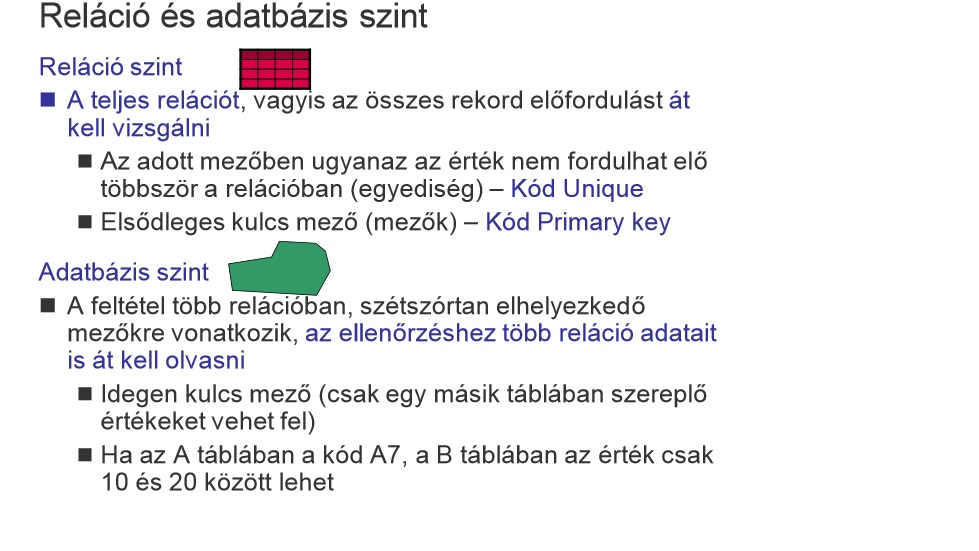 Reláció és adatbázis szint
Reláció szint
A teljes relációt, vagyis az összes rekord előfordulást át
kell vizsgálni
Az adott mezőben ugyanaz az érték nem fordulhat elő
többször a relációban (egyediség) – Kód Unique
Elsődleges kulcs mező (mezők) – Kód Primary key
Adatbázis szint
A feltétel több relációban, szétszórtan elhelyezkedő
mezőkre vonatkozik, az ellenőrzéshez több reláció adatait
is át kell olvasni
Idegen kulcs mező (csak egy másik táblában szereplő
értékeket vehet fel)
Ha az A táblában a kód A7, a B táblában az érték csak
10 és 20 között lehet